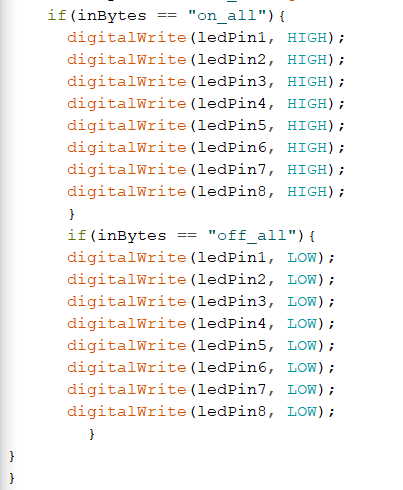 if(inBytes == "on_all"){
digitalWrite(ledPin1, HIGH);
digitalWrite(ledPin2, HIGH);
digitalWrite(ledPin3, HIGH);
digitalWrite(ledPin4, HIGH);
digitalWrite(ledPin5, HIGH);
digitalWrite(ledPin6, HIGH);
digitalWrite(ledPin7, HIGH);
digitalWrite(ledPin8, HIGH);
}
if(inBytes == "off_all"){
digitalWrite(ledPin1, LOW);
digitalWrite(ledPin2, LOW);
digitalWrite(ledPin3, LOW);
digitalWrite(ledPin4, LOW);
digitalWrite(ledPin5, LOW);
digitalWrite(ledPin6, LOW);
digitalWrite(ledPin7, LOW);
digitalWrite(ledPin8, LOW);
}
}
}